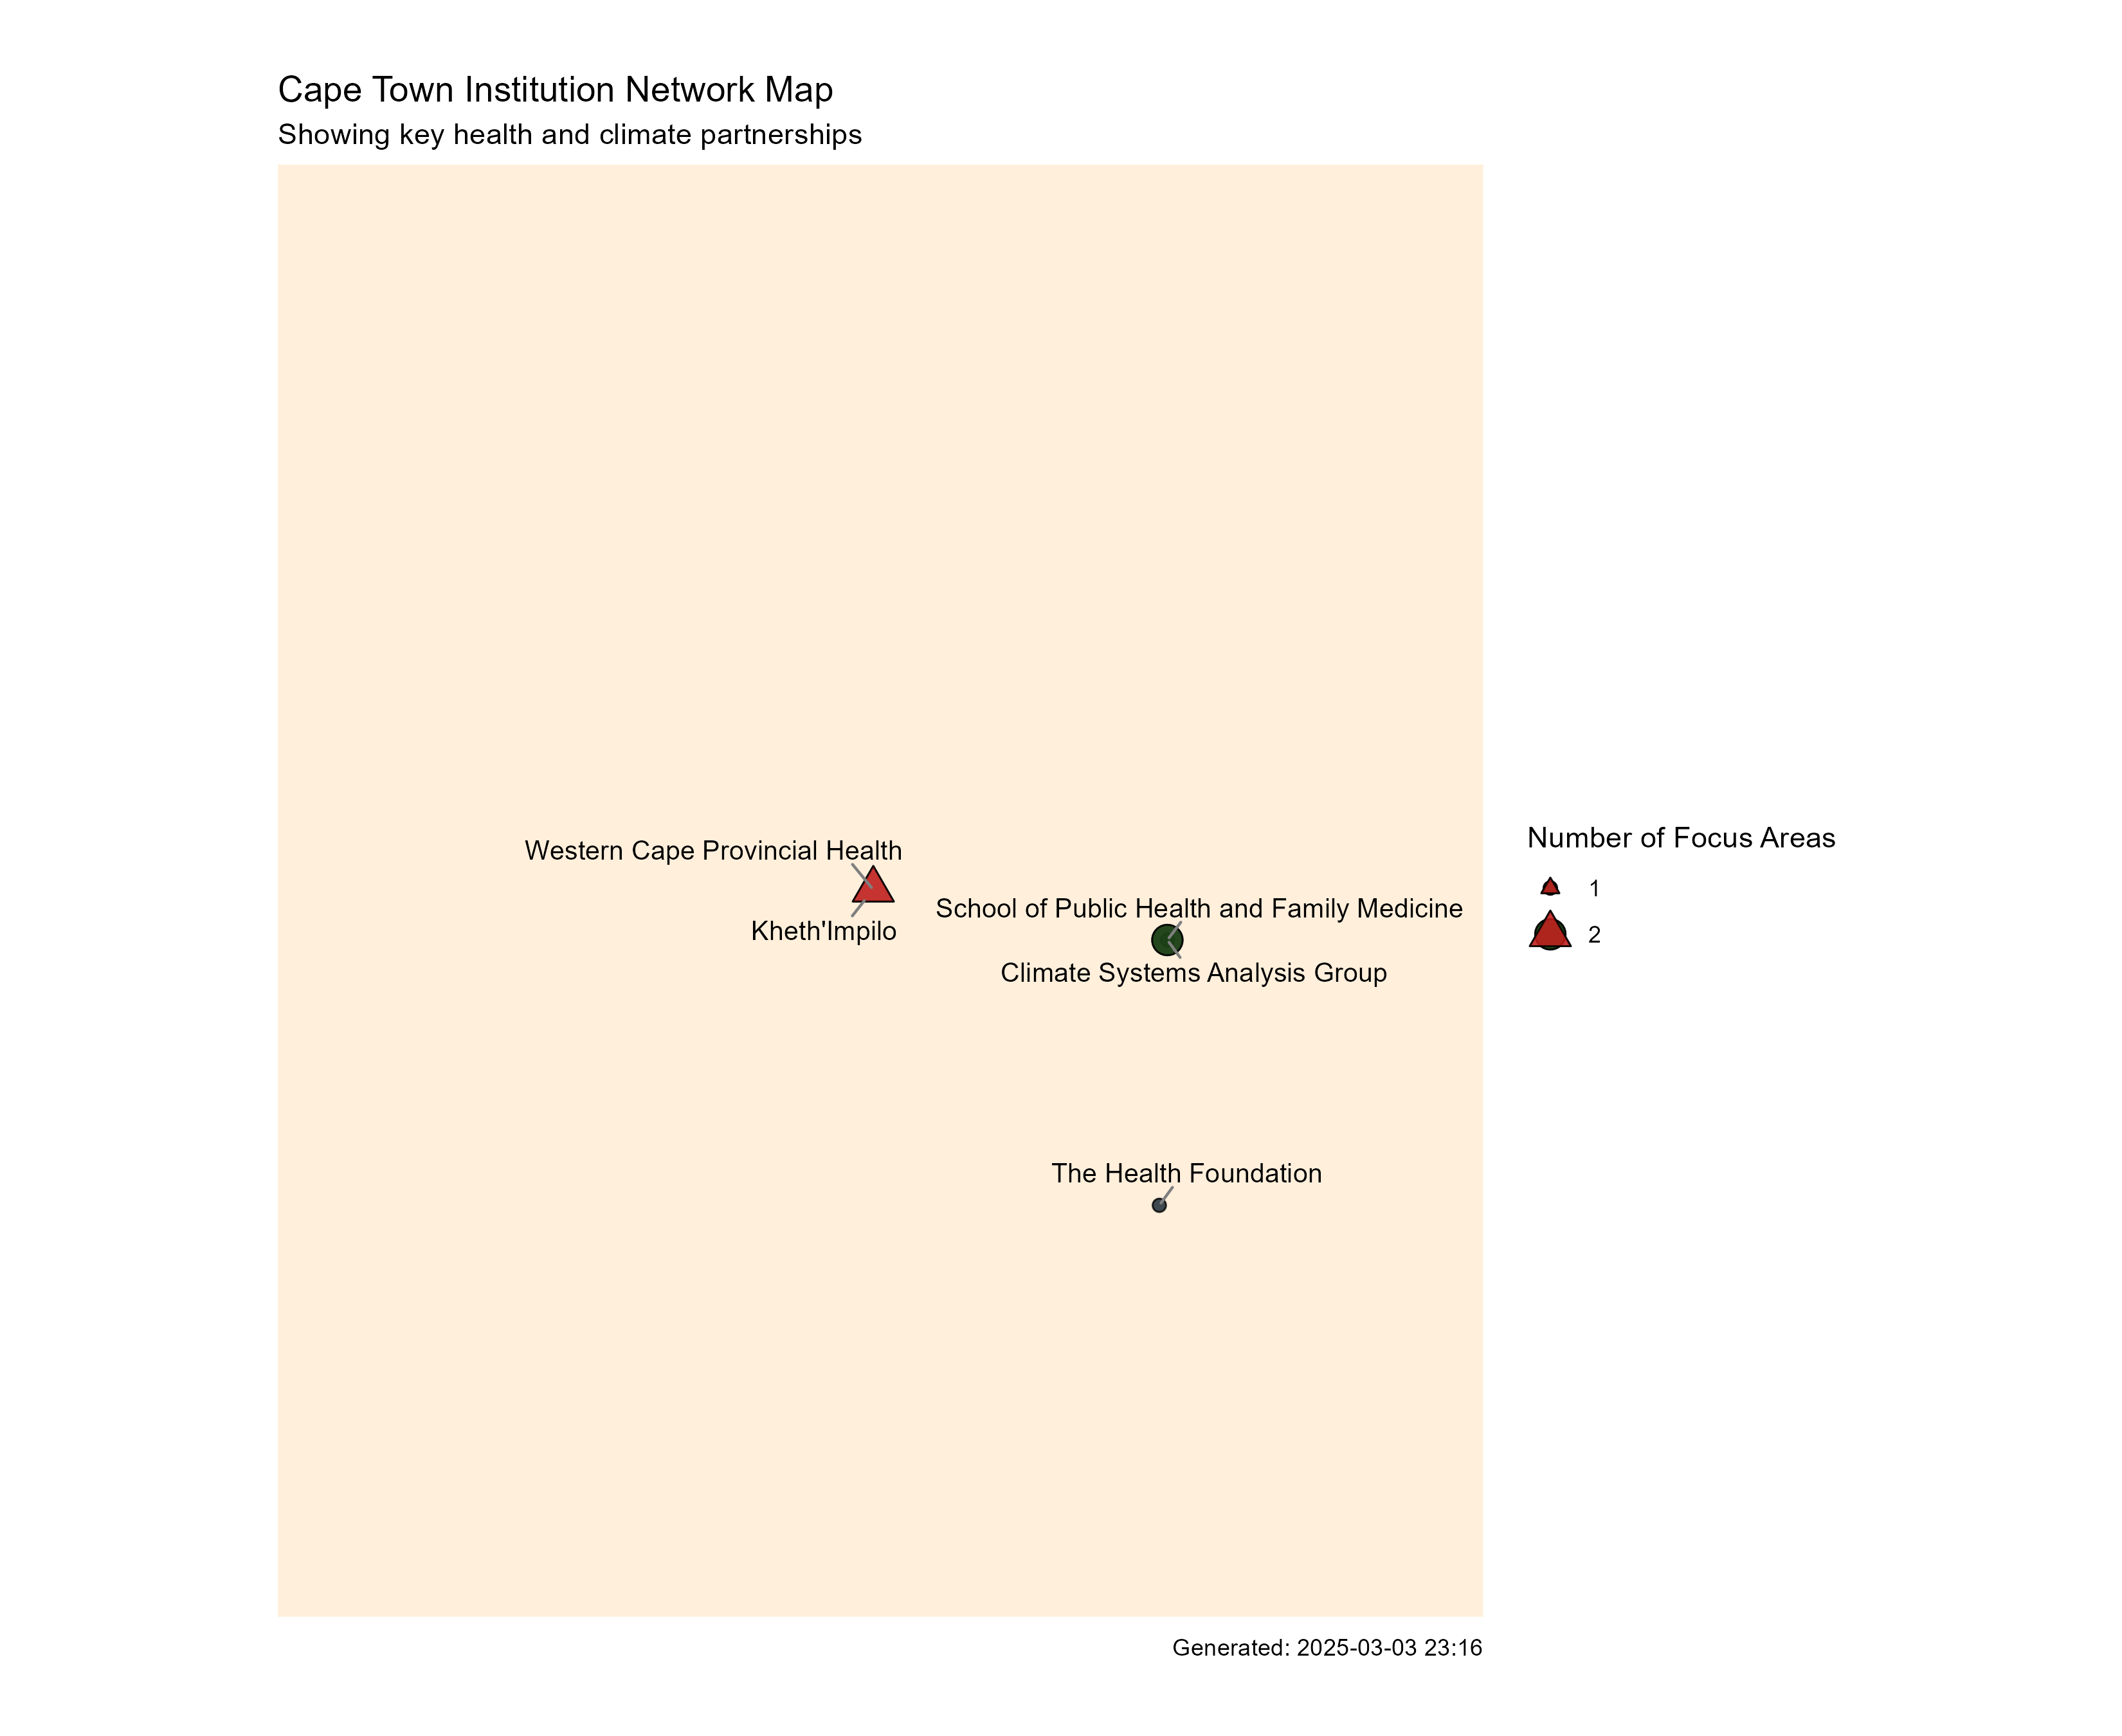 Cape Town Institution Network Map
Showing key health and climate partnerships
Western Cape Provincial Health
Kheth'Impilo
School of Public Health and Family Medicine
Climate Systems Analysis Group
The Health Foundation
Number of Focus Areas
1
2
Generated: 2025-03-03 23:16